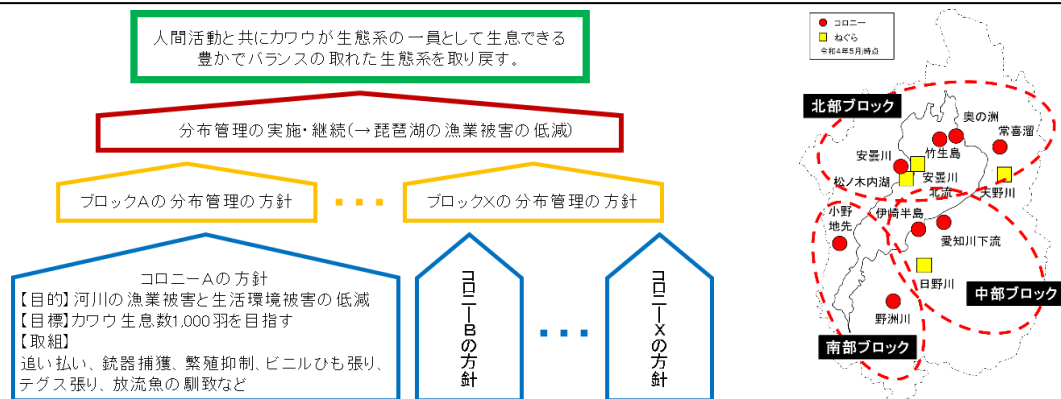 人間活動と共にカワウが生態系の一員として生息できる
豊かでバランスの取れた生態系を取り戻す。
分布管理の実施・継続(→琵琶湖の漁業被害の低減)
ブロックAの分布管理の方針
ブロックXの分布管理の方針
コロニーAの方針
【目的】河川の漁業被害と生活環境被害の低減
【目標】カワウ生息数1,000羽を目指す
【取組】
追い払い、銃器捕獲、繁殖抑制、ビニルひも張り、
テグス張り、放流魚の馴致など
コロニーBの方針
コロニーXの方針
コロニー
ねぐら
令和4年5月時点
北部ブロック
奥の洲
常喜溜
竹生島
安曇川
松ノ木内湖
安曇川
北流
天野川
小野
地先
伊崎半島
愛知川下流
日野川
中部ブロック
野洲川
南部ブロック